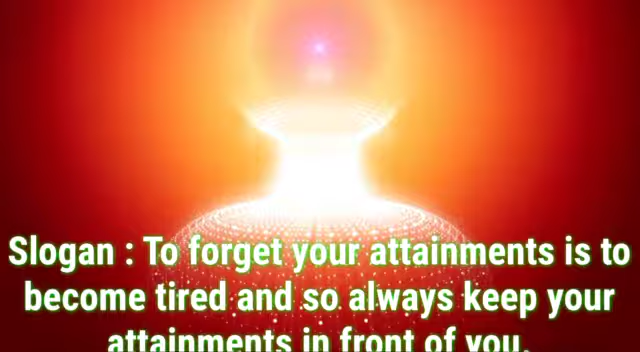 Slogan : To forget your attainments is to
become tired and so always keep your
attainments in front of you.